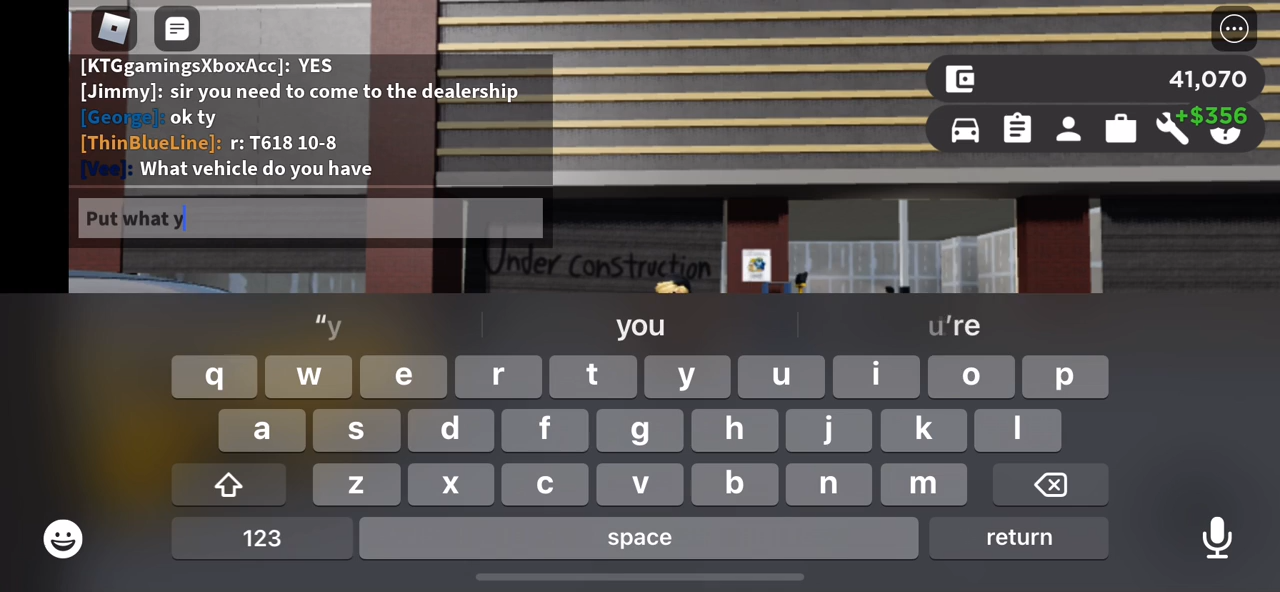 [KTGgamingsXboxAcc]: YES
[Jimmy]: sir you need to come to the dealership
[George]: ok ty
[ThinBlueLine]: r: T618 10-8
[Vee]: What vehicle do you have
Put what y
41,070
+$356
Under construction
“y you u’re
q w e r t y u i o p
a s d f g h j k l
z x c v b n m
123 space return